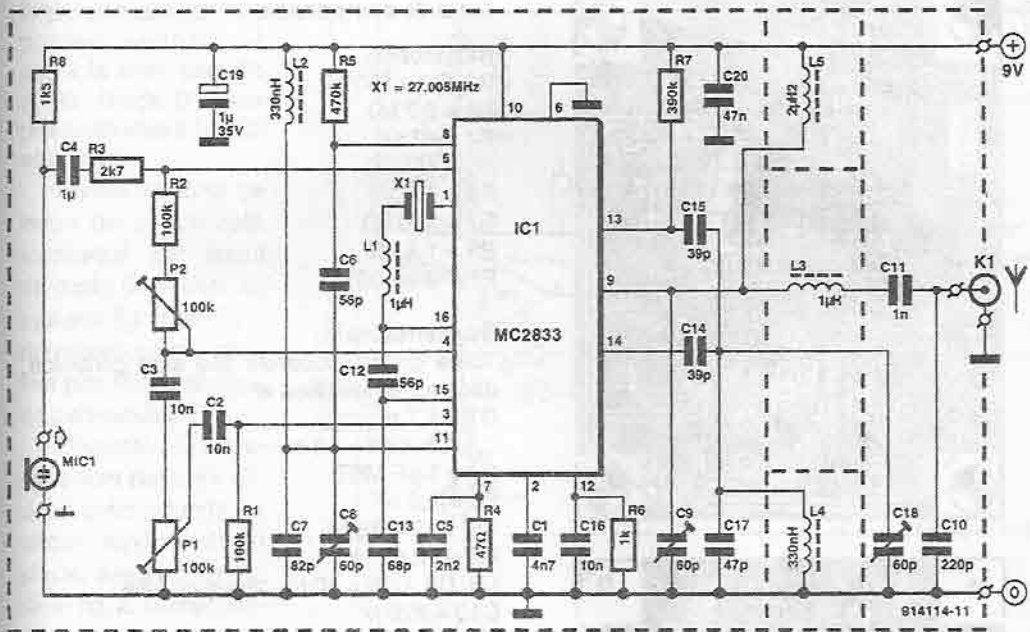 R8
1k5
C4
1µ
R3
2k7
C19
1µ
35V
L2
330nH
R5
470k
X1 = 27.005MHz
R7
390k
C20
47n
L5
2µH2
9V
R2
100k
P2
100k
X1
L1
1µH
C6
56p
C12
56p
C3
10n
C2
10n
MIC1
P1
100k
R1
100k
10
6
8
5
1
16
4
15
3
11
IC1
MC2833
13
9
14
7
2
12
C15
39p
C14
39p
L3
1µH
C11
1n
K1
C7
82p
C8
60p
C13
68p
C5
2n2
R4
47Ω
C1
4n7
C16
10n
R6
1k
C9
60p
C17
47p
L4
330nH
C18
60p
C10
220p
0
914114-11